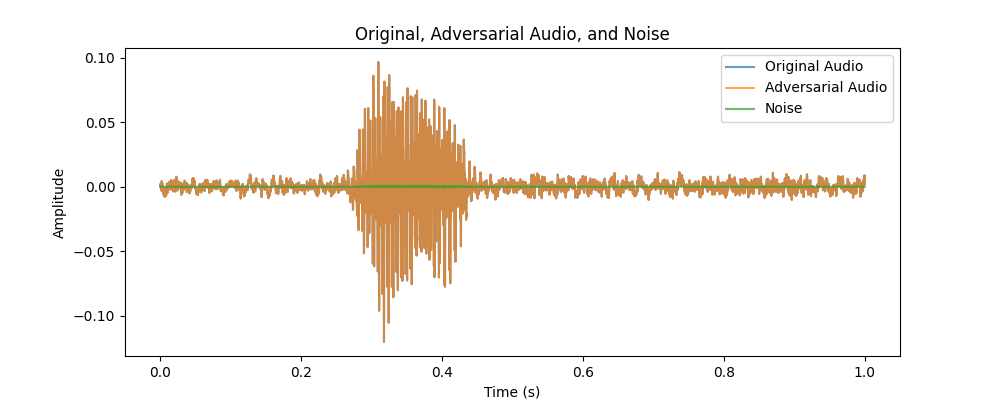 Original, Adversarial Audio, and Noise
Original Audio
Adversarial Audio
Noise
Amplitude
0.10
0.05
0.00
−0.05
−0.10
0.0
0.2
0.4
0.6
0.8
1.0
Time (s)